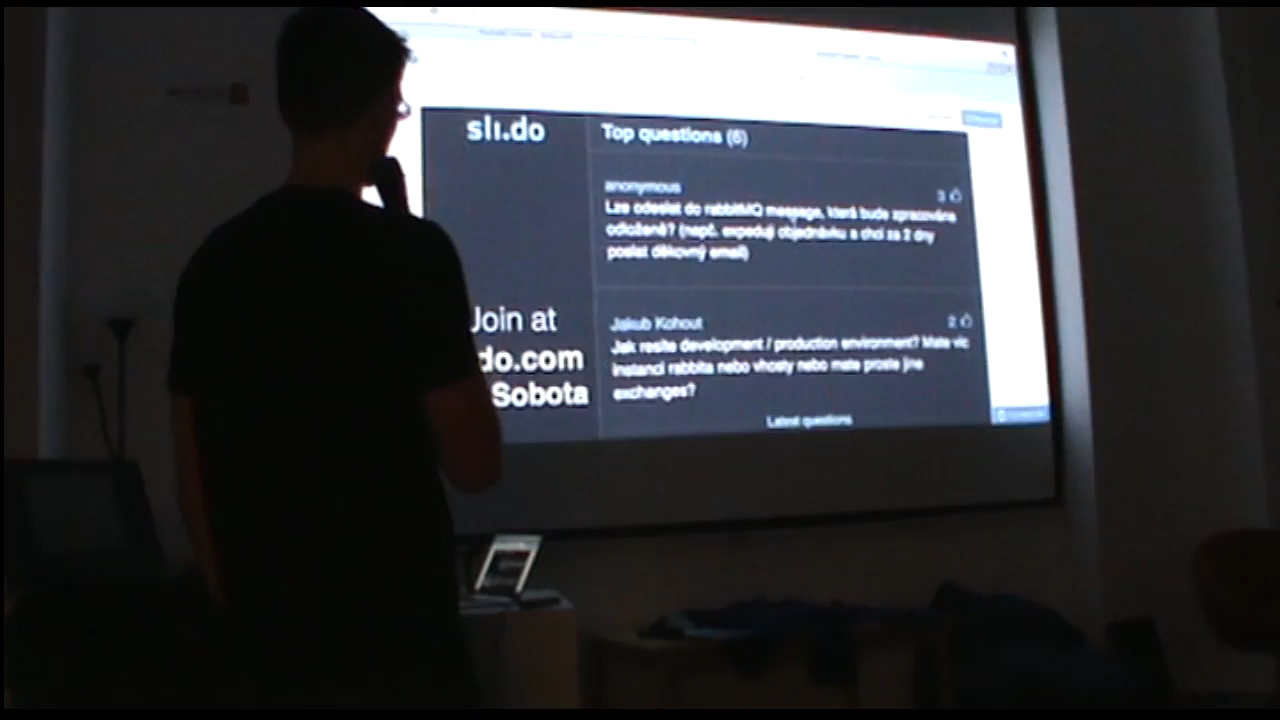 sli.do
Top questions (6)
anonymous
3
Lze odeslat do rabbitMQ message, která bude zpracována
odloženě? (např. expeduji objednávku a chci za 2 dny
poslat děkovný email)
Join at
do.com
Sobota
Jakub Kohout
2
Jak resite development / production environment? Mate vic
instanci rabbita nebo vhosty nebo mate proste jine
exchanges?
Latest questions